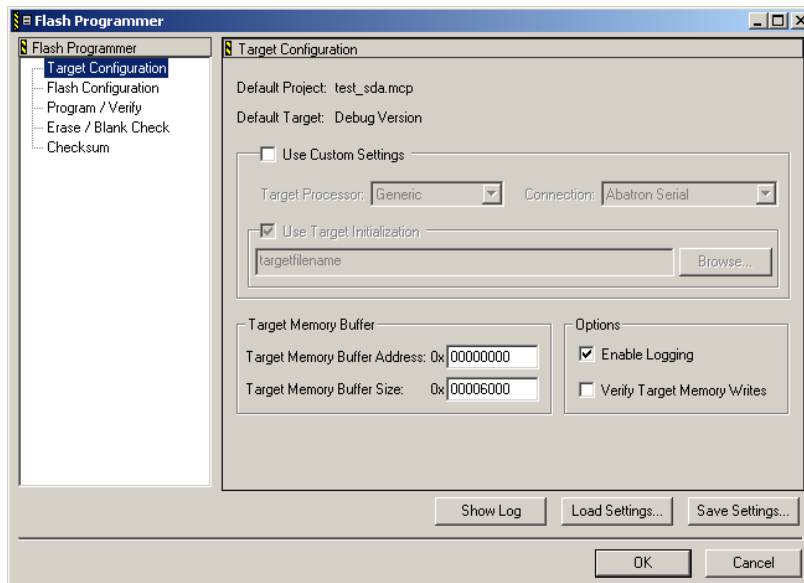 Flash Programmer
Flash Programmer
Target Configuration
Flash Configuration
Program / Verify
Erase / Blank Check
Checksum
Target Configuration
Default Project: test_sda.mcp
Default Target: Debug Version
Use Custom Settings
Target Processor: Generic Connection: Abatron Serial
Use Target Initialization
targetfilename Browse...
Target Memory Buffer
Target Memory Buffer Address: 0x 00000000
Target Memory Buffer Size: 0x 00006000
Options
Enable Logging
Verify Target Memory Writes
Show Log Load Settings... Save Settings...
OK Cancel